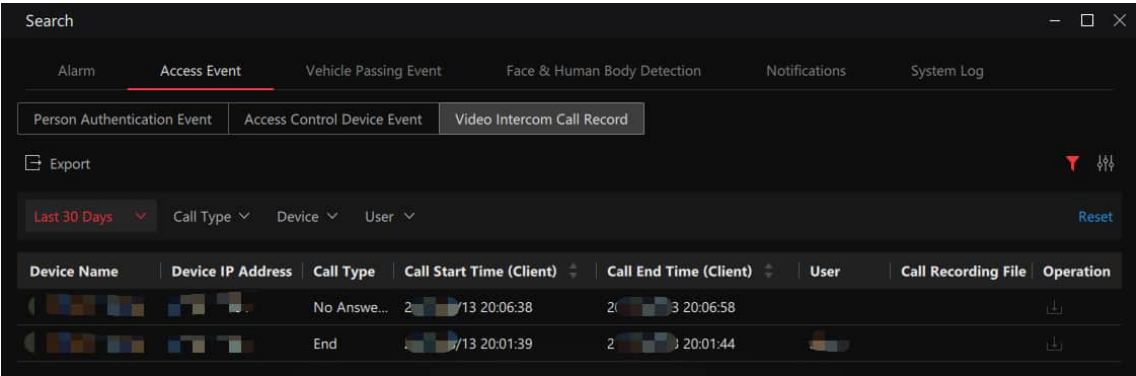 Search
Alarm Access Event Vehicle Passing Event Face & Human Body Detection Notifications System Log
Person Authentication Event Access Control Device Event Video Intercom Call Record
Export
Last 30 Days Call Type Device User Reset
Device Name Device IP Address Call Type Call Start Time (Client) Call End Time (Client) User Call Recording File Operation
No Answe... 2 /13 20:06:38 20 3 20:06:58
End /13 20:01:39 2 20:01:44